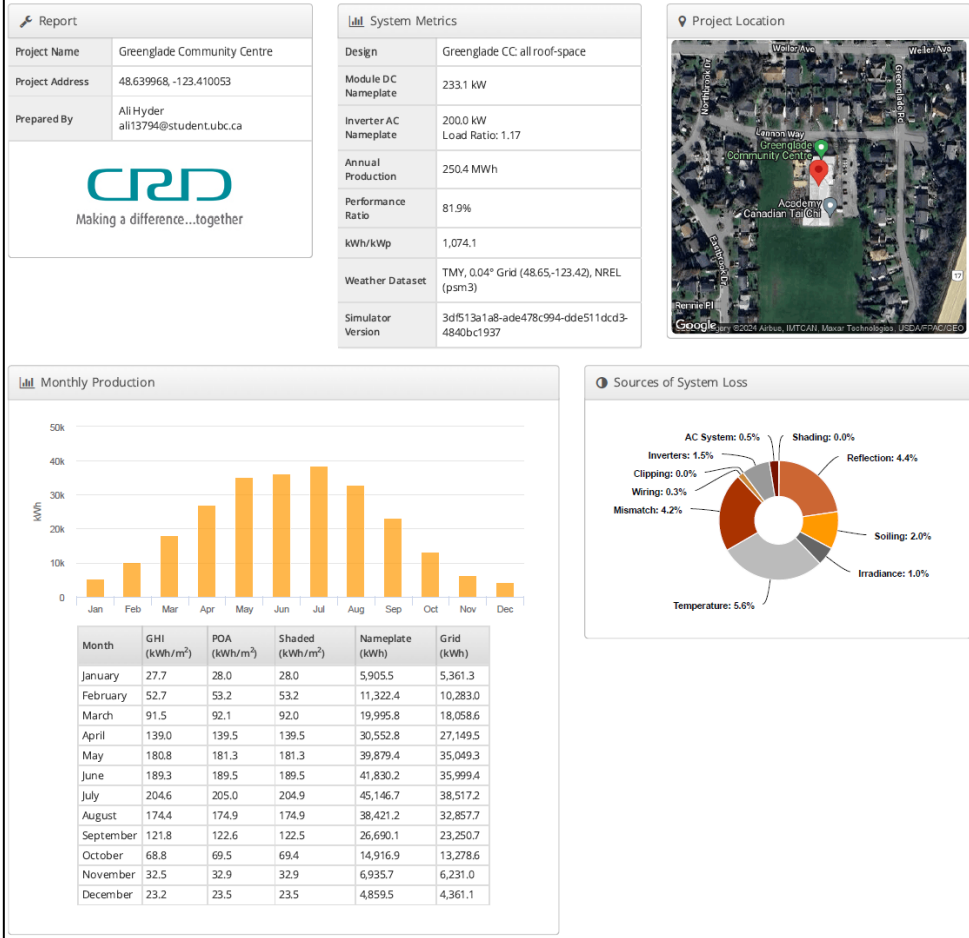 Report
Project Name Greenglade Community Centre
Project Address 48.639968, -123.410053
Prepared By Ali Hyder
ali13794@student.ubc.ca
CRD
Making a difference...together
System Metrics
Design Greenglade CC: all roof-space
Module DC
Nameplate 233.1 kW
Inverter AC
Nameplate 200.0 kW
Load Ratio: 1.17
Annual
Production 250.4 MWh
Performance
Ratio 81.9%
kWh/kWp 1,074.1
Weather Dataset TMY, 0.04° Grid (48.65,-123.42), NREL
(psm3)
Simulator
Version 3df513a1a8-ade478c994-dde511dcd3-
4840bc1937
Project Location
Weiler Ave Weiler Ave
Northbrook Dr
Greenglade Rd
Lannon Way
Greenglade
Community Centre
Academy
Canadian Tai Chi
Eastbrook Dr
17
Rennie Pl
Google ©2024 Airbus, IMTCAN, Maxar Technologies, USDA/FPAC/GEO
Monthly Production
kWh
50k
40k
30k
20k
10k
0
Jan Feb Mar Apr May Jun Jul Aug Sep Oct Nov Dec
Month GHI (kWh/m²) POA (kWh/m²) Shaded (kWh/m²) Nameplate (kWh) Grid (kWh)
January 27.7 28.0 28.0 5,905.5 5,361.3
February 52.7 53.2 53.2 11,322.4 10,283.0
March 91.5 92.1 92.0 19,995.8 18,058.6
April 139.0 139.5 139.5 30,552.8 27,149.5
May 180.8 181.3 181.3 39,879.4 35,049.3
June 189.3 189.5 189.5 41,830.2 35,999.4
July 204.6 205.0 204.9 45,146.7 38,517.2
August 174.4 174.9 174.9 38,421.2 32,857.7
September 121.8 122.6 122.5 26,690.1 23,250.7
October 68.8 69.5 69.4 14,916.9 13,278.6
November 32.5 32.9 32.9 6,935.7 6,231.0
December 23.2 23.5 23.5 4,859.5 4,361.1
Sources of System Loss
AC System: 0.5%
Shading: 0.0%
Inverters: 1.5%
Reflection: 4.4%
Clipping: 0.0%
Wiring: 0.3%
Mismatch: 4.2%
Soiling: 2.0%
Irradiance: 1.0%
Temperature: 5.6%